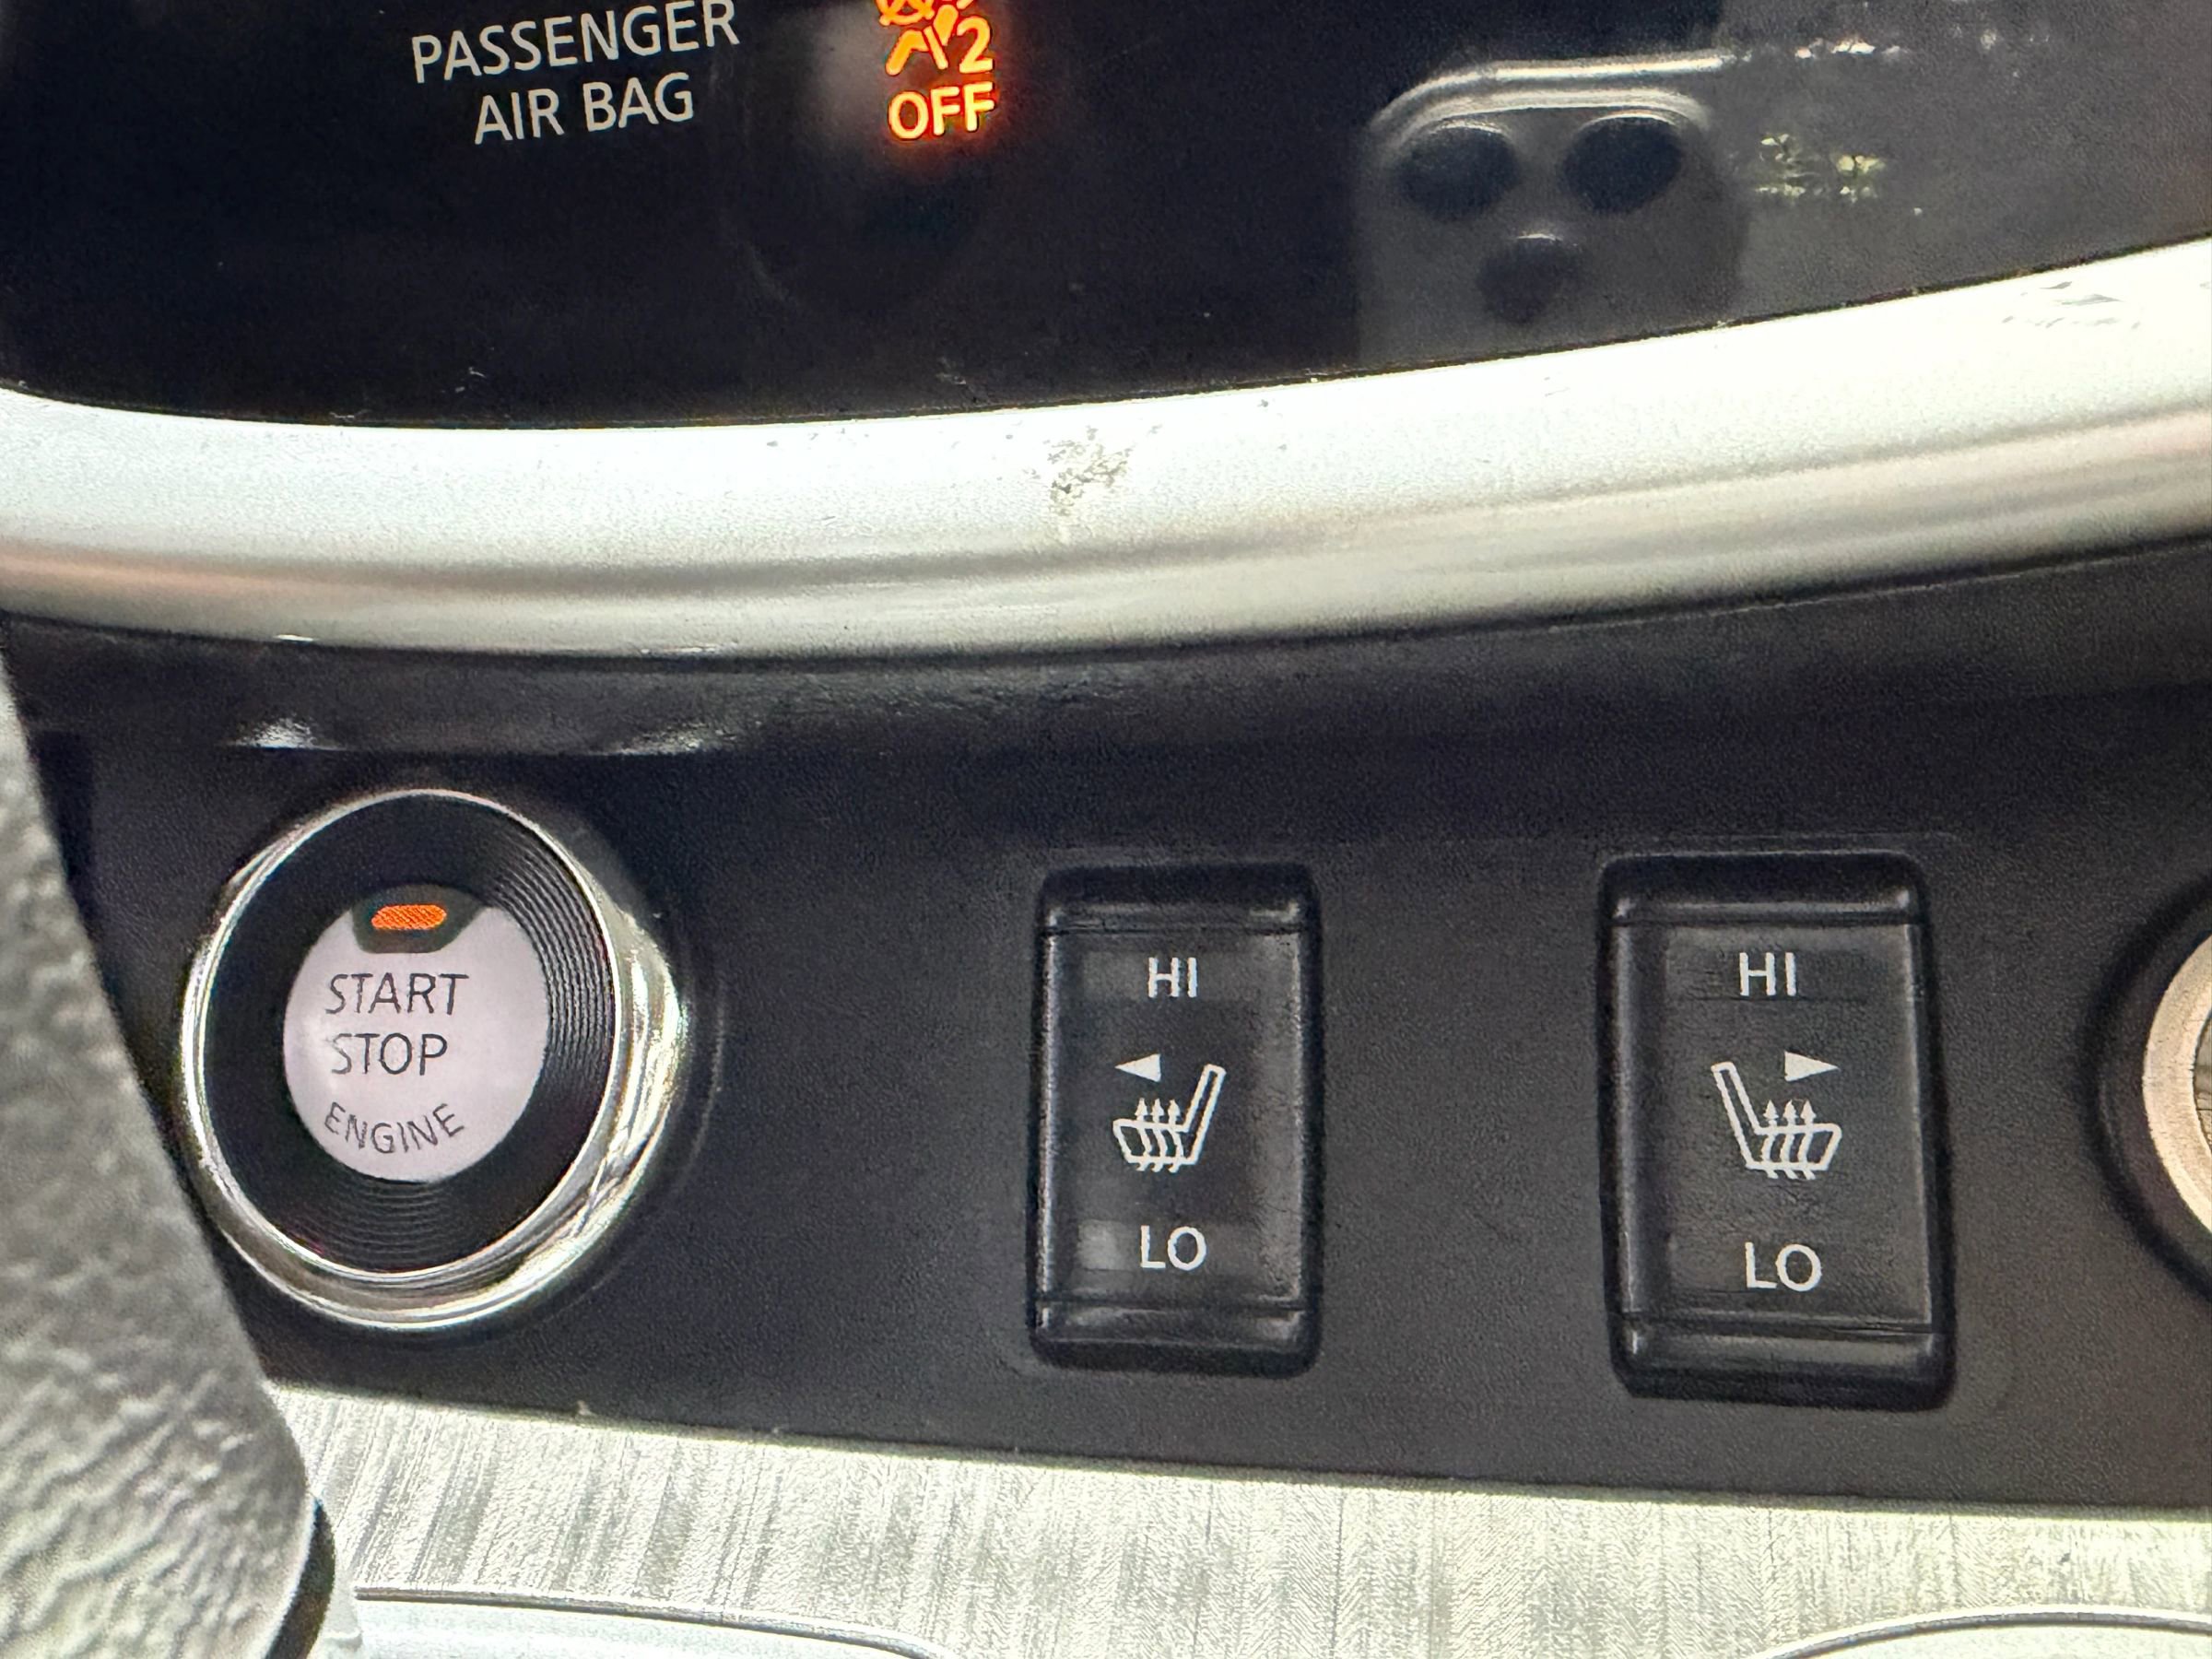 PASSENGER
AIR BAG
2
OFF
START
STOP
ENGINE
HI
LO
HI
LO